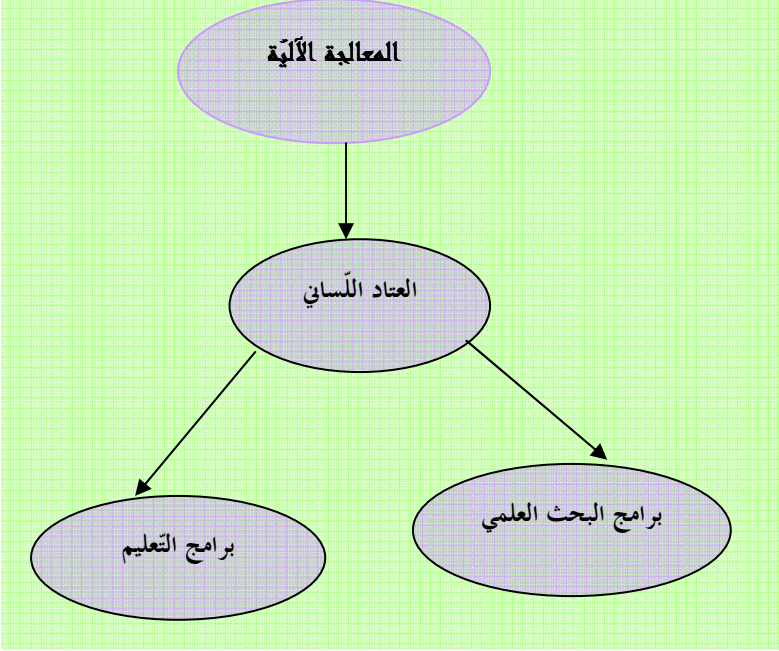 المعالجة الآليّة
العتاد اللّساني
برامج البحث العلمي
برامج التّعليم